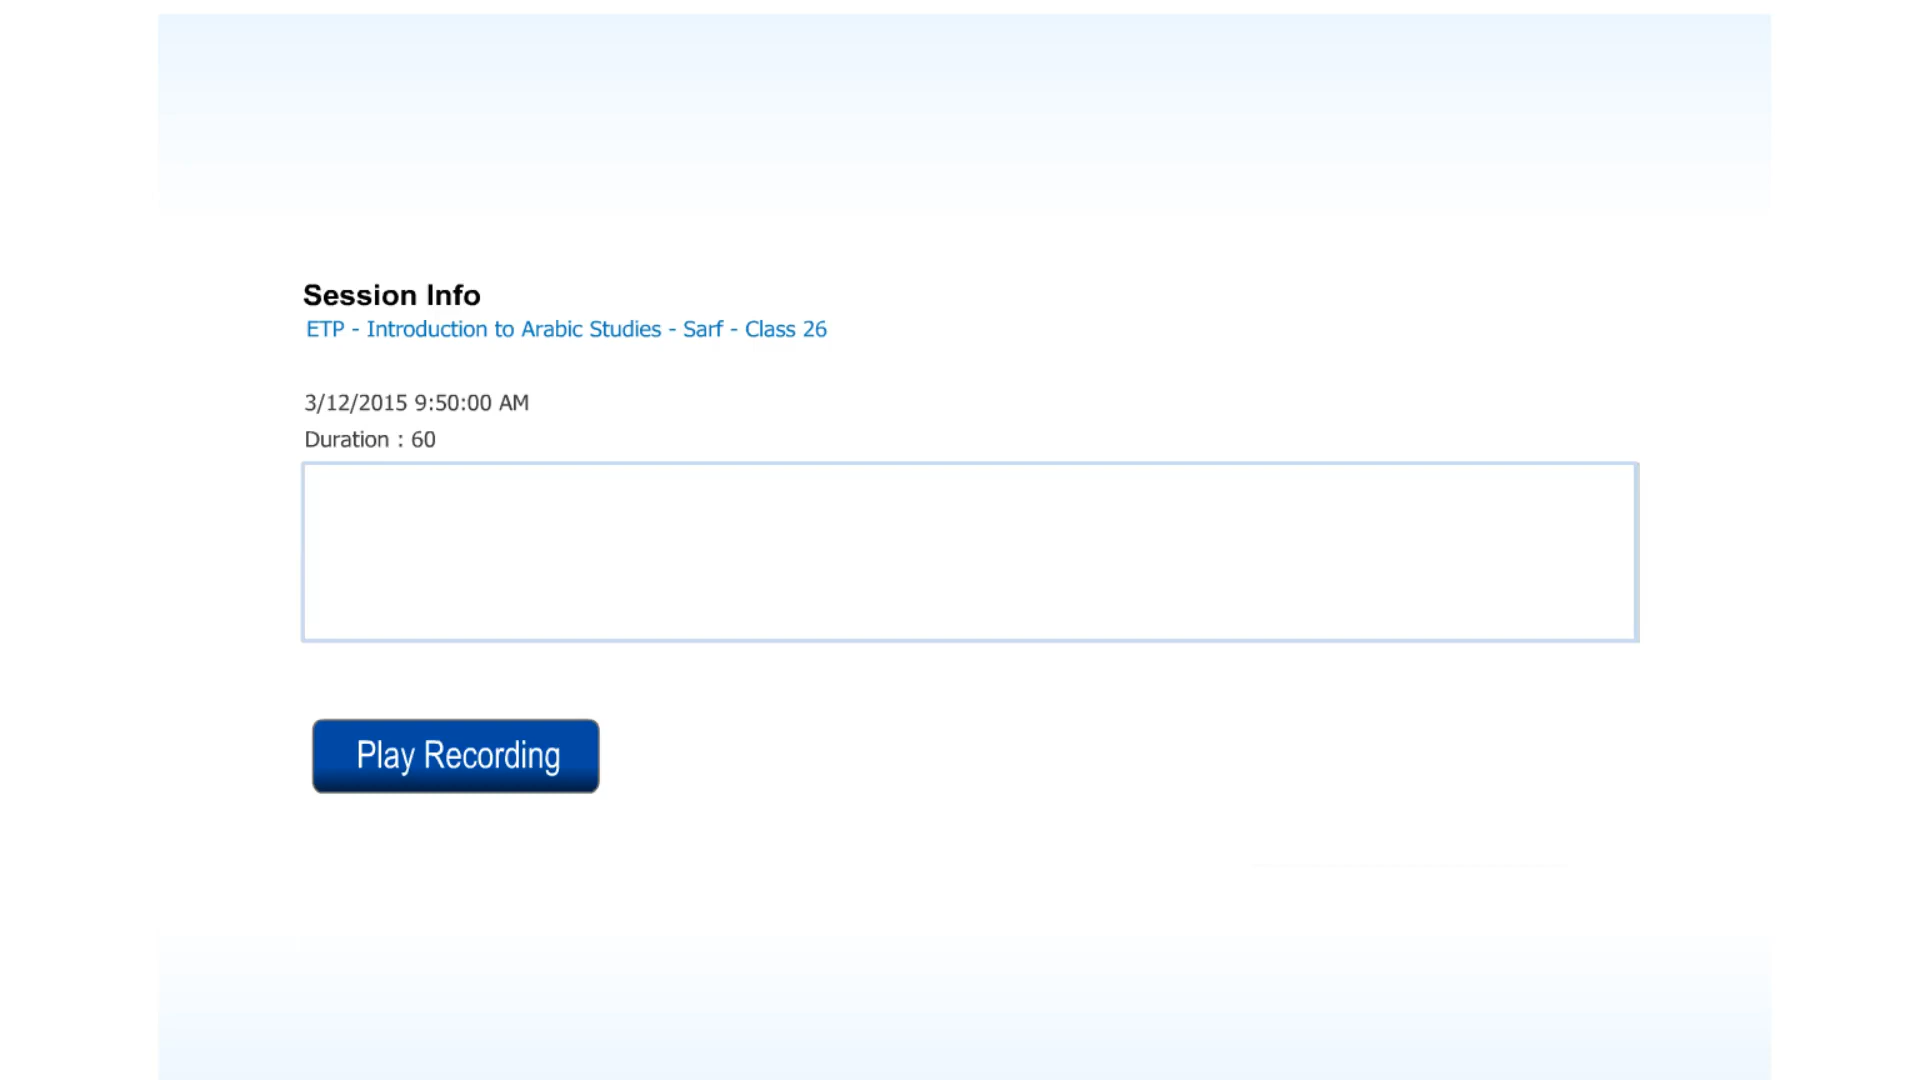 Session Info
ETP - Introduction to Arabic Studies - Sarf - Class 26
3/12/2015 9:50:00 AM
Duration : 60
Play Recording